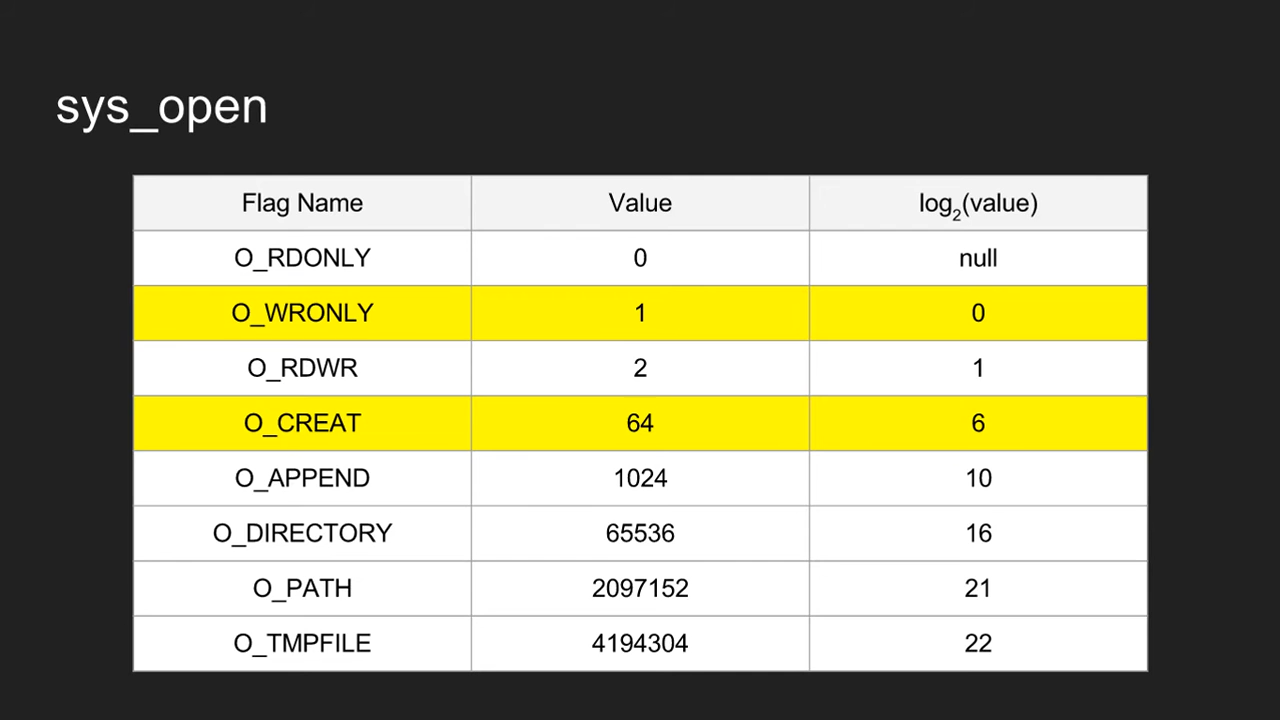 sys_open
Flag Name Value log2(value)
O_RDONLY 0 null
O_WRONLY 1 0
O_RDWR 2 1
O_CREAT 64 6
O_APPEND 1024 10
O_DIRECTORY 65536 16
O_PATH 2097152 21
O_TMPFILE 4194304 22